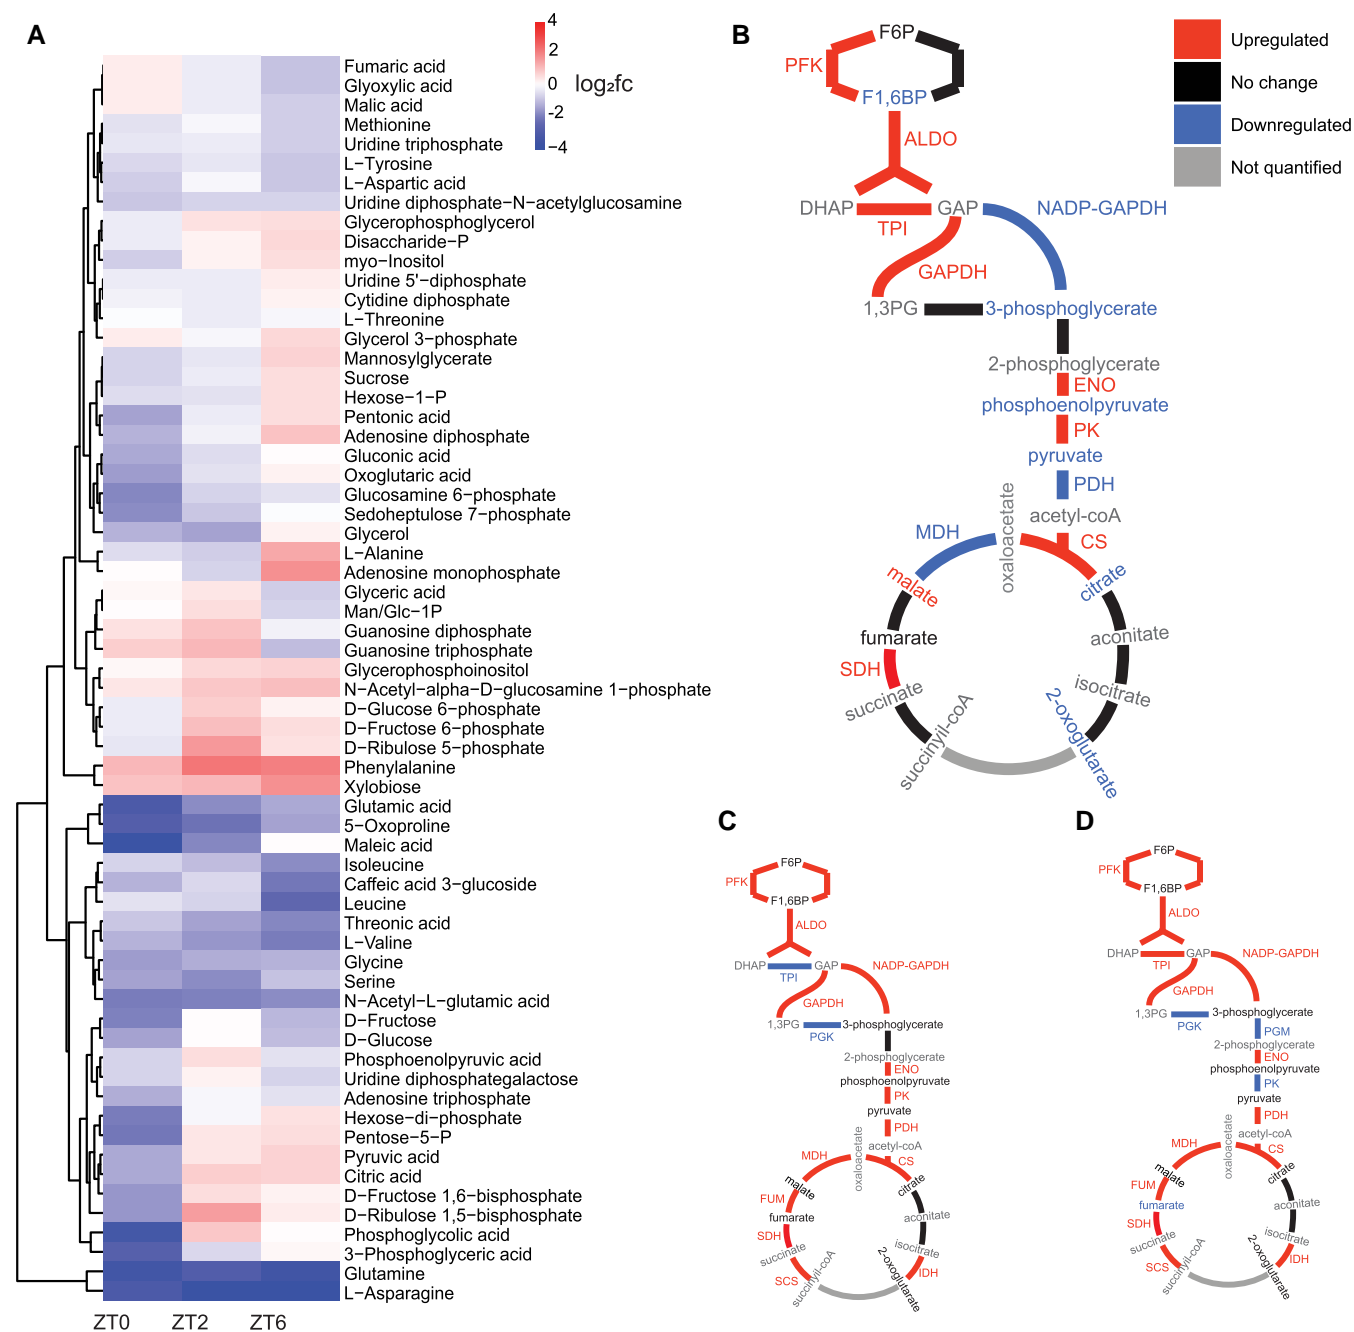 A
4
2
0
-2
−4
log₂fc
Fumaric acid
Glyoxylic acid
Malic acid
Methionine
Uridine triphosphate
L−Tyrosine
L−Aspartic acid
Uridine diphosphate−N−acetylglucosamine
Glycerophosphoglycerol
Disaccharide−P
myo−Inositol
Uridine 5'−diphosphate
Cytidine diphosphate
L−Threonine
Glycerol 3−phosphate
Mannosylglycerate
Sucrose
Hexose−1−P
Pentonic acid
Adenosine diphosphate
Gluconic acid
Oxoglutaric acid
Glucosamine 6−phosphate
Sedoheptulose 7−phosphate
Glycerol
L−Alanine
Adenosine monophosphate
Glyceric acid
Man/Glc−1P
Guanosine diphosphate
Guanosine triphosphate
Glycerophosphoinositol
N−Acetyl−alpha−D−glucosamine 1−phosphate
D−Glucose 6−phosphate
D−Fructose 6−phosphate
D−Ribulose 5−phosphate
Phenylalanine
Xylobiose
Glutamic acid
5−Oxoproline
Maleic acid
Isoleucine
Caffeic acid 3−glucoside
Leucine
Threonic acid
L−Valine
Glycine
Serine
N−Acetyl−L−glutamic acid
D−Fructose
D−Glucose
Phosphoenolpyruvic acid
Uridine diphosphategalactose
Adenosine triphosphate
Hexose−di−phosphate
Pentose−5−P
Pyruvic acid
Citric acid
D−Fructose 1,6−bisphosphate
D−Ribulose 1,5−bisphosphate
Phosphoglycolic acid
3−Phosphoglyceric acid
Glutamine
L−Asparagine
ZT0 ZT2 ZT6
B
Upregulated
No change
Downregulated
Not quantified
F6P
PFK
F1,6BP
ALDO
DHAP
GAP
NADP-GAPDH
TPI
GAPDH
1,3PG
3-phosphoglycerate
2-phosphoglycerate
ENO
phosphoenolpyruvate
PK
pyruvate
PDH
acetyl-coA
oxaloacetate
MDH
CS
malate
citrate
fumarate
aconitate
SDH
succinate
isocitrate
succinyil-coA
2-oxoglutarate
C
F6P
PFK
F1,6BP
ALDO
DHAP
GAP
NADP-GAPDH
TPI
GAPDH
1,3PG
3-phosphoglycerate
PGK
2-phosphoglycerate
ENO
phosphoenolpyruvate
PK
pyruvate
PDH
acetyl-coA
oxaloacetate
MDH
CS
malate
citrate
FUM
fumarate
aconitate
SDH
succinate
isocitrate
SCS
succinyil-coA
2-oxoglutarate
IDH
D
F6P
PFK
F1,6BP
ALDO
DHAP
GAP
NADP-GAPDH
TPI
GAPDH
1,3PG
3-phosphoglycerate
PGK
PGM
2-phosphoglycerate
ENO
phosphoenolpyruvate
PK
pyruvate
PDH
acetyl-coA
oxaloacetate
MDH
CS
malate
citrate
FUM
fumarate
aconitate
SDH
succinate
isocitrate
SCS
succinyil-coA
2-oxoglutarate
IDH